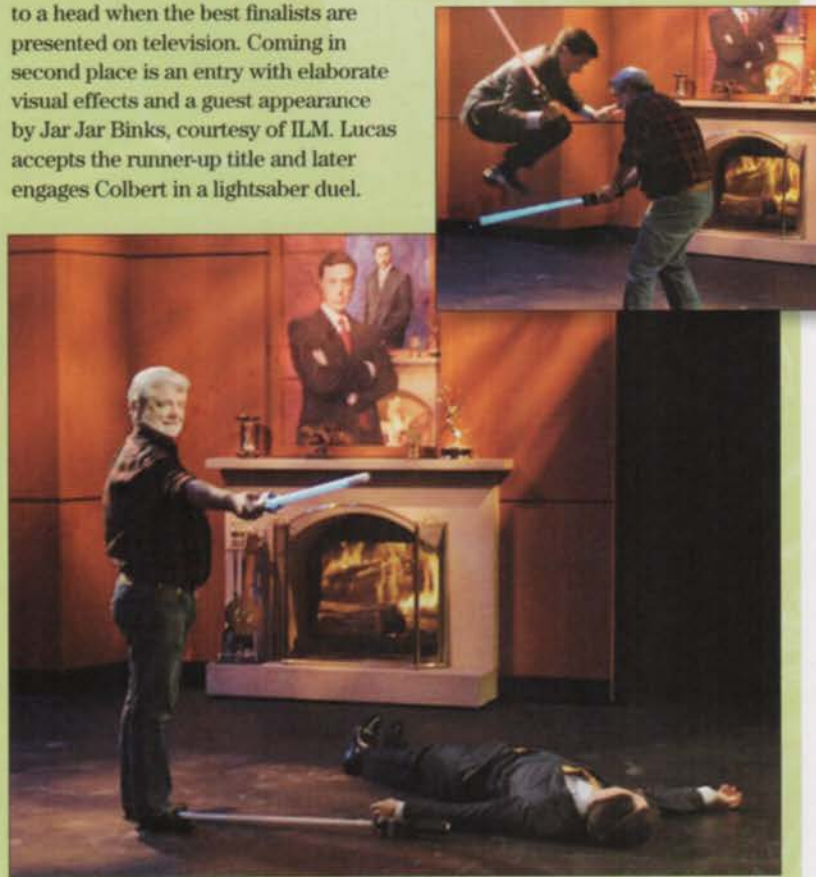 to a head when the best finalists are
presented on television. Coming in
second place is an entry with elaborate
visual effects and a guest appearance
by Jar Jar Binks, courtesy of ILM. Lucas
accepts the runner-up title and later
engages Colbert in a lightsaber duel.